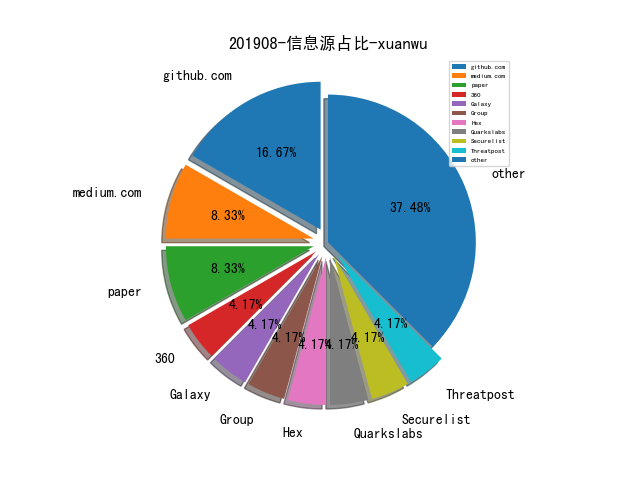 201908-信息源占比-xuanwu
github.com
medium.com
paper
360
Galaxy
Group
Hex
Quarkslabs
Securelist
Threatpost
other
16.67%
8.33%
8.33%
4.17%
4.17%
4.17%
4.17%
4.17%
4.17%
4.17%
37.48%
github.com
medium.com
paper
360
Galaxy
Group
Hex
Quarkslabs
Securelist
Threatpost
other